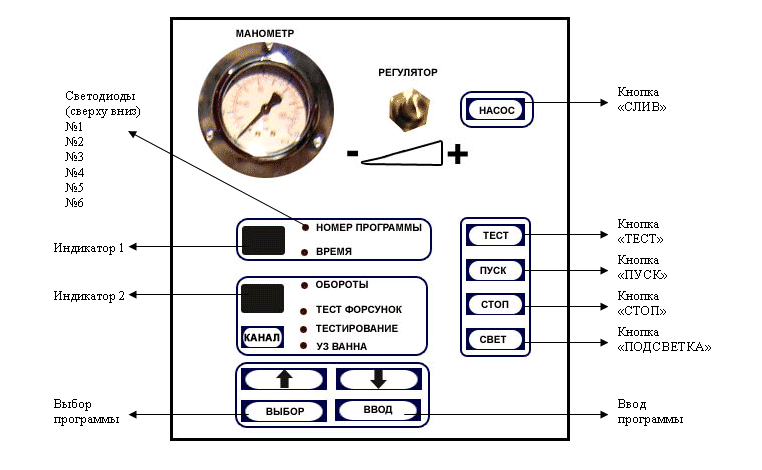 МАНОМЕТР
РЕГУЛЯТОР
НАСОС
Кнопка
«СЛИВ»
Светодиоды
(сверху вниз)
№1
№2
№3
№4
№5
№6
- +
НОМЕР ПРОГРАММЫ
ВРЕМЯ
Индикатор 1
ТЕСТ
Кнопка
«ТЕСТ»
ПУСК
Кнопка
«ПУСК»
ОБОРОТЫ
ТЕСТ ФОРСУНОК
ТЕСТИРОВАНИЕ
УЗ ВАННА
Индикатор 2
КАНАЛ
СТОП
Кнопка
«СТОП»
СВЕТ
Кнопка
«ПОДСВЕТКА»
Выбор
программы
ВЫБОР
ВВОД
Ввод
программы